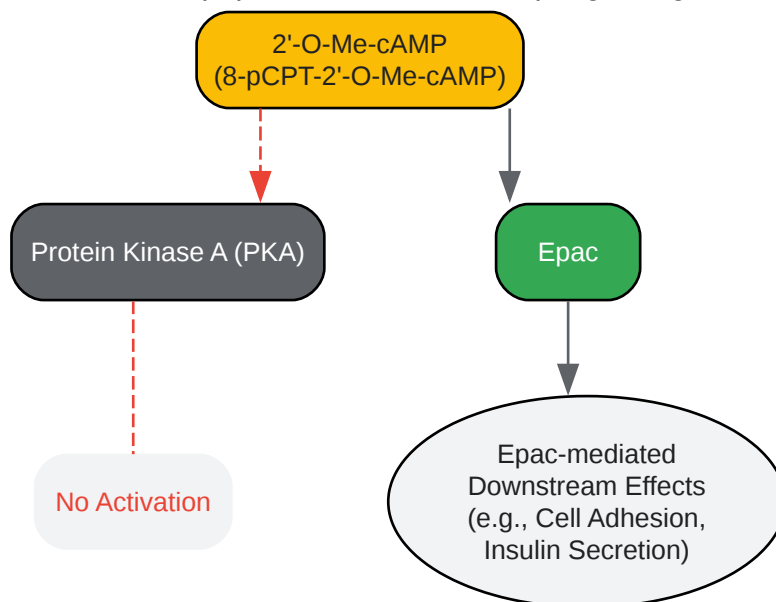 2'-O-Me-cAMP
(8-pCPT-2'-O-Me-cAMP)
Protein Kinase A (PKA)
Epac
No Activation
Epac-mediated
Downstream Effects
(e.g., Cell Adhesion,
Insulin Secretion)